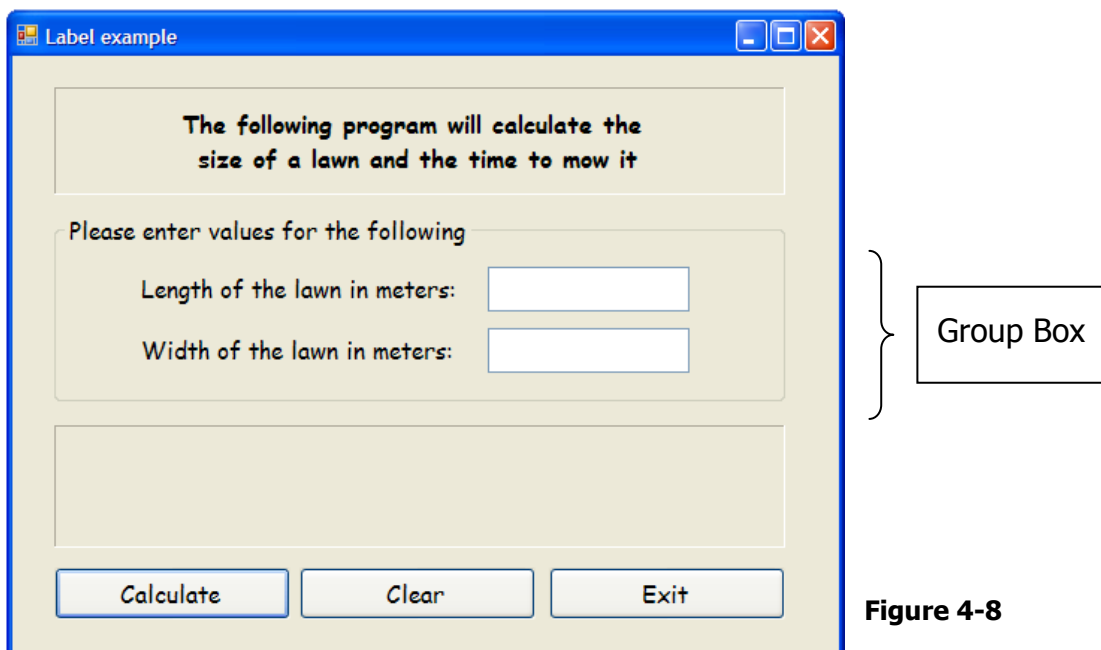 Label example
The following program will calculate the
size of a lawn and the time to mow it
Please enter values for the following
Length of the lawn in meters:
Width of the lawn in meters:
Group Box
Calculate
Clear
Exit
Figure 4-8